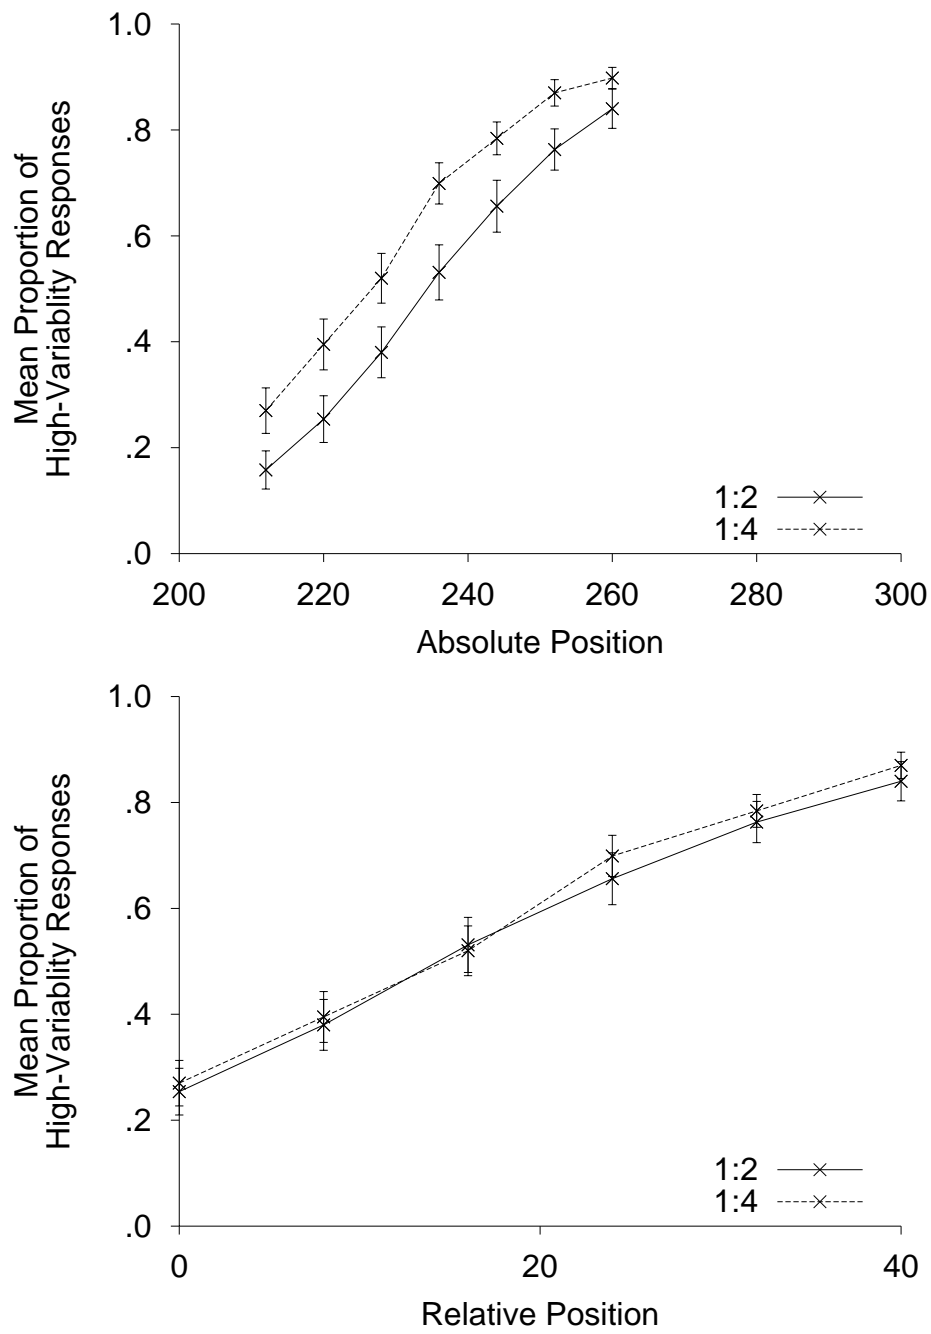 1.0
.8
.6
.4
.2
.0
Mean Proportion of
High-Variablity Responses
1:2
1:4
200 220 240 260 280 300
Absolute Position
1.0
.8
.6
.4
.2
.0
Mean Proportion of
High-Variablity Responses
1:2
1:4
0 20 40
Relative Position